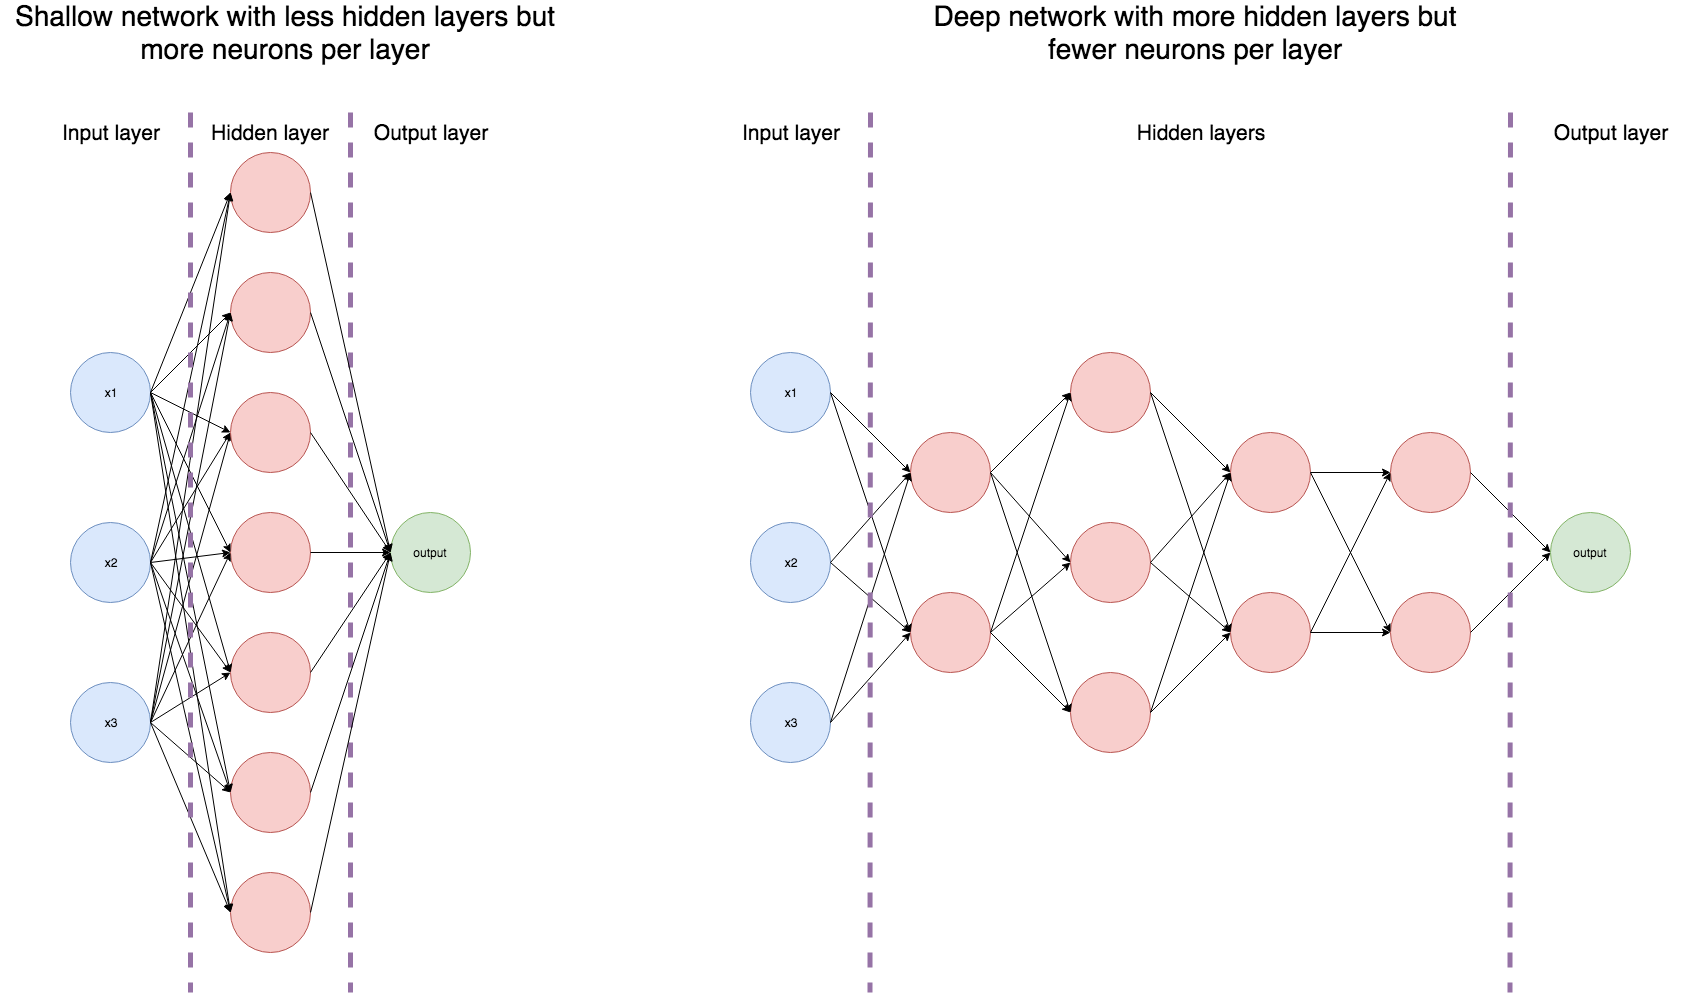 Shallow network with less hidden layers but
more neurons per layer
Input layer
Hidden layer
Output layer
x1
x2
x3
output
Deep network with more hidden layers but
fewer neurons per layer
Input layer
Hidden layers
Output layer
x1
x2
x3
output